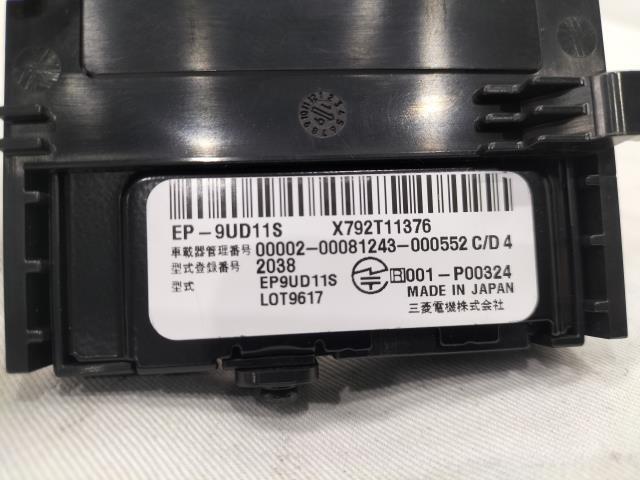 EP-9UD11S X792T11376
車載器管理番号 00002-00081243-000552 C/D 4
型式登録番号 2038 R001-P00324
型式 EP9UD11S MADE IN JAPAN
LOT9617 三菱電機株式会社